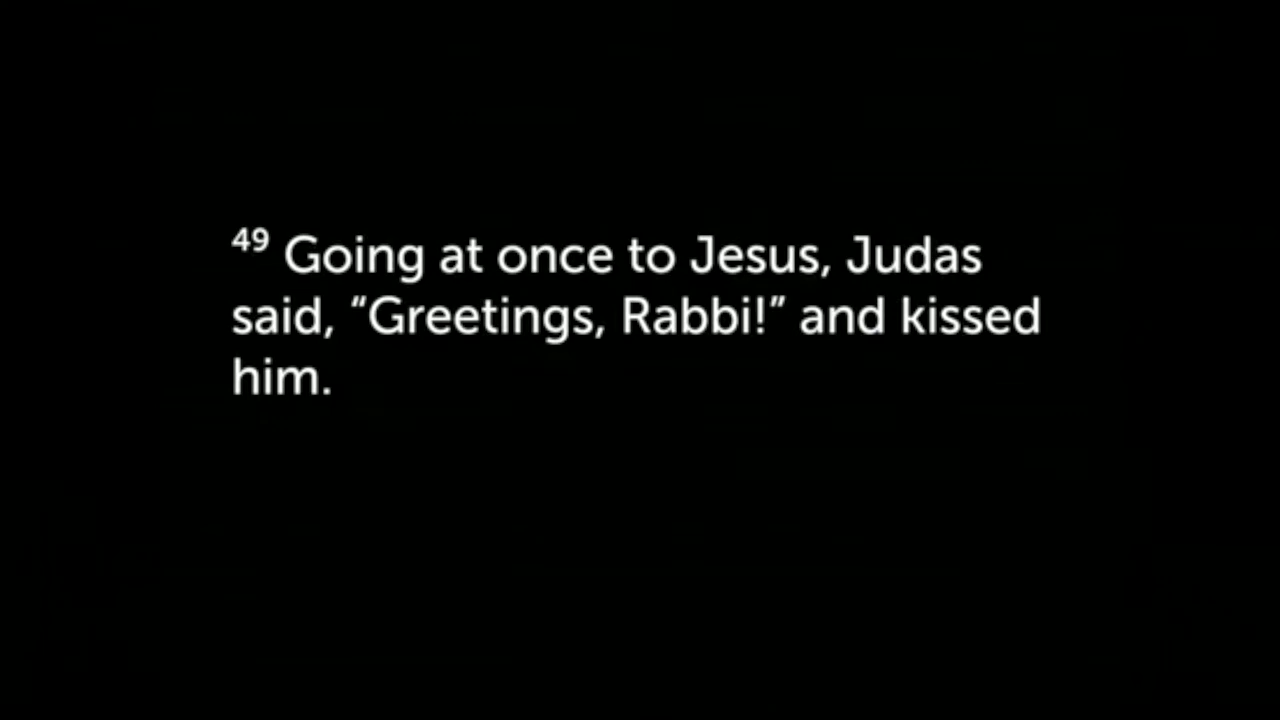 49 Going at once to Jesus, Judas
said, “Greetings, Rabbi!” and kissed
him.